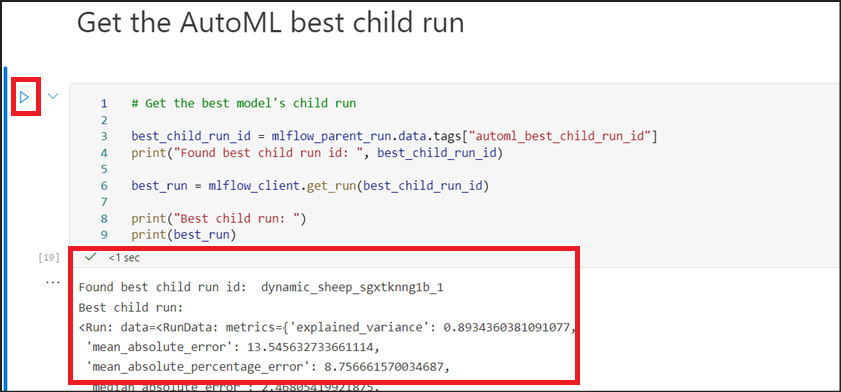 Get the AutoML best child run
1 # Get the best model's child run
2
3 best_child_run_id = mlflow_parent_run.data.tags["automl_best_child_run_id"]
4 print("Found best child run id: ", best_child_run_id)
5
6 best_run = mlflow_client.get_run(best_child_run_id)
7
8 print("Best child run: ")
9 print(best_run)
[19] <1 sec
...
Found best child run id:  dynamic_sheep_sgxtknng1b_1
Best child run:
<Run: data=<RunData: metrics={'explained_variance': 0.8934360381091077,
'mean_absolute_error': 13.545632733661114,
'mean_absolute_percentage_error': 8.756661570034687,
'median_absolute_error': 2.46805419921875,